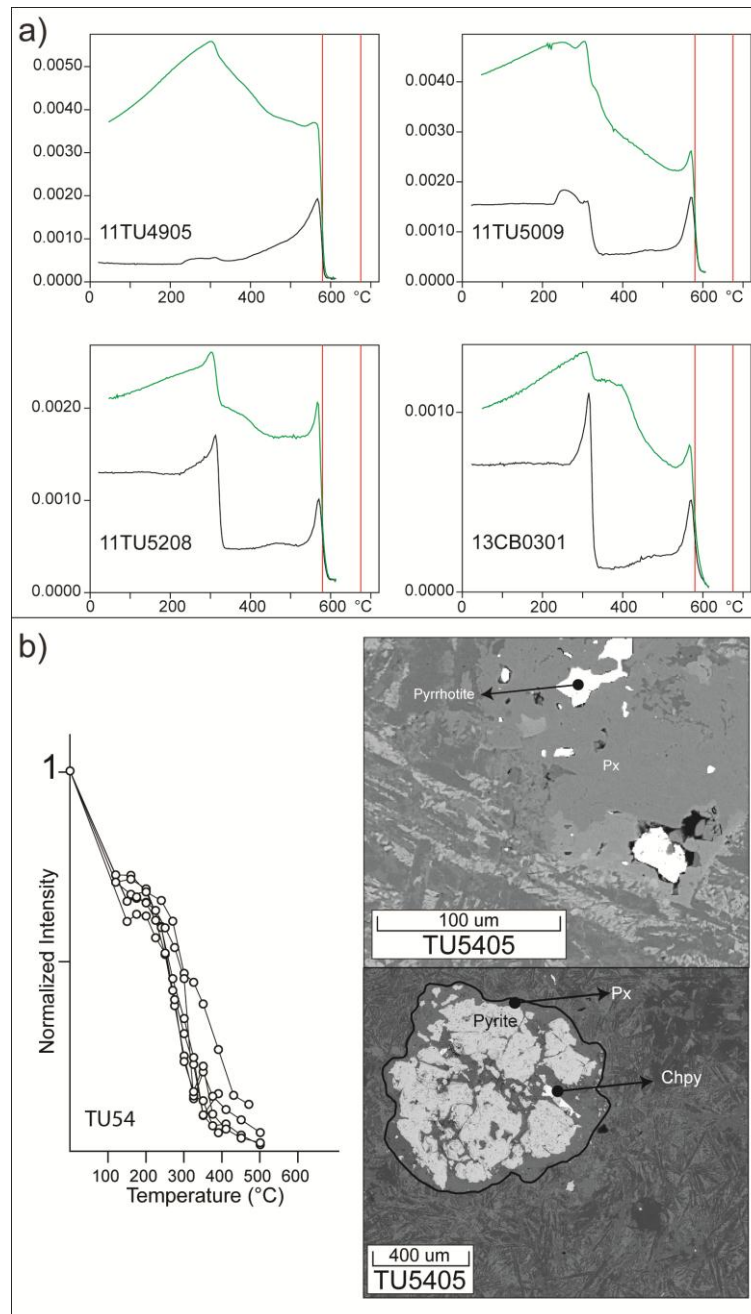 a)
0.0050
0.0040
0.0030
0.0020
0.0010
0.0000
11TU4905
0 200 400 600 °C
0.0040
0.0030
0.0020
0.0010
0.0000
11TU5009
0 200 400 600 °C
0.0020
0.0010
0.0000
11TU5208
0 200 400 600 °C
0.0010
0.0000
13CB0301
0 200 400 600 °C
b)
1
Normalized Intensity
TU54
100 200 300 400 500 600
Temperature (°C)
Pyrrhotite
Px
100 um
TU5405
Px
Pyrite
Chpy
400 um
TU5405